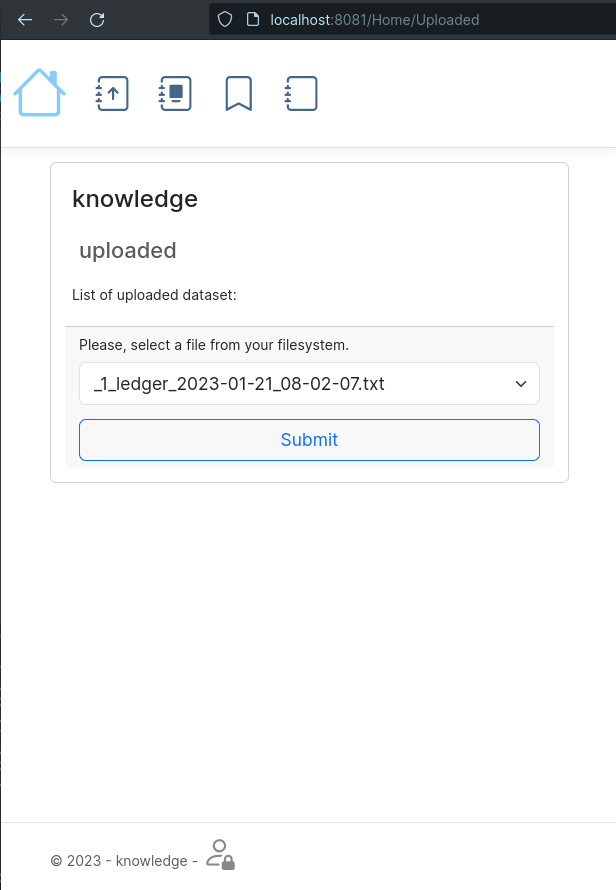 localhost:8081/Home/Uploaded
knowledge
uploaded
List of uploaded dataset:
Please, select a file from your filesystem.
_1_ledger_2023-01-21_08-02-07.txt
Submit
© 2023 - knowledge -